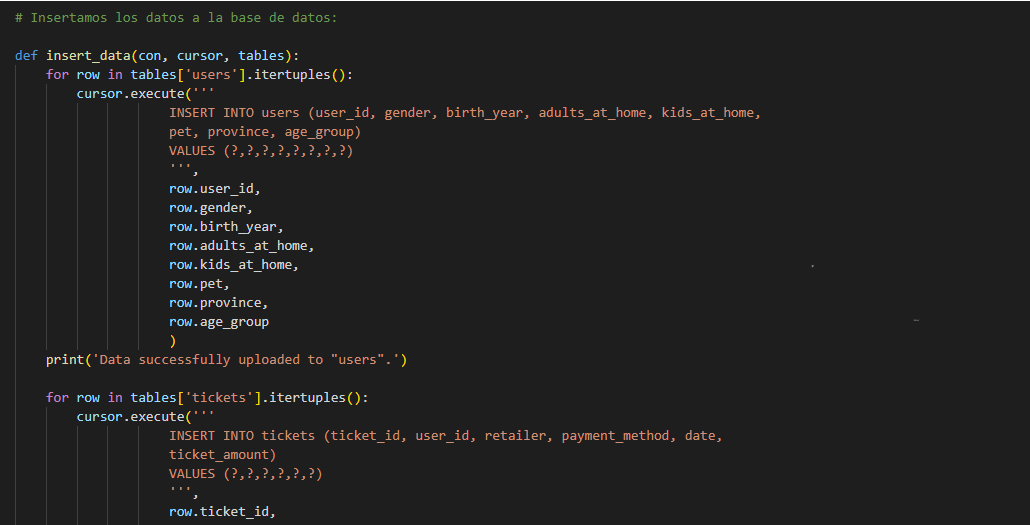 # Insertamos los datos a la base de datos:
def insert_data(con, cursor, tables):
for row in tables['users'].itertuples():
cursor.execute('''
INSERT INTO users (user_id, gender, birth_year, adults_at_home, kids_at_home,
pet, province, age_group)
VALUES (?,?,?,?,?,?,?,?)
''',
row.user_id,
row.gender,
row.birth_year,
row.adults_at_home,
row.kids_at_home,
row.pet,
row.province,
row.age_group
)
print('Data successfully uploaded to "users".')
for row in tables['tickets'].itertuples():
cursor.execute('''
INSERT INTO tickets (ticket_id, user_id, retailer, payment_method, date,
ticket_amount)
VALUES (?,?,?,?,?,?)
''',
row.ticket_id,